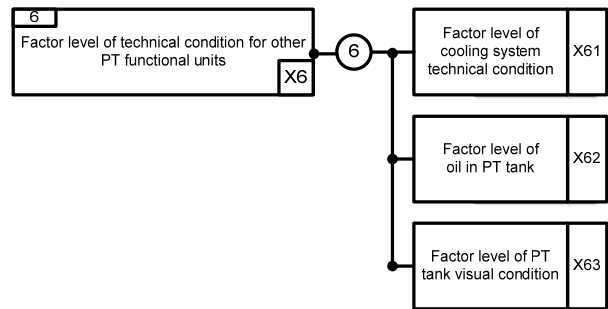 6
Factor level of technical condition for other
PT functional units
X6
6
Factor level of
cooling system
technical condition
X61
Factor level of
oil in PT tank
X62
Factor level of PT
tank visual condition
X63